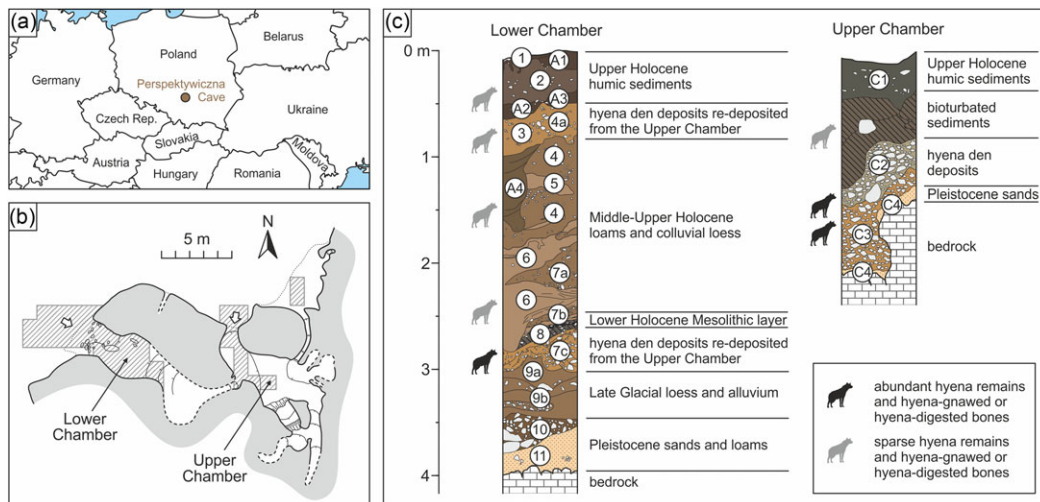 (a)
Belarus
Poland
Germany
Perspektywiczna
Cave
Ukraine
Czech Rep.
Slovakia
Moldova
Austria
Hungary
Romania
(b)
N
5 m
Lower
Chamber
Upper
Chamber
(c)
Lower Chamber
0 m
1
2
3
4
1
A1
2
A2
A3
4a
3
4
5
A4
4
6
7a
6
7b
8
7c
9a
9b
10
11
Upper Holocene
humic sediments
hyena den deposits re-deposited
from the Upper Chamber
Middle-Upper Holocene
loams and colluvial loess
Lower Holocene Mesolithic layer
hyena den deposits re-deposited
from the Upper Chamber
Late Glacial loess and alluvium
Pleistocene sands and loams
bedrock
Upper Chamber
C1
C2
C4
C3
C4
Upper Holocene
humic sediments
bioturbated
sediments
hyena den
deposits
Pleistocene sands
bedrock
abundant hyena remains
and hyena-gnawed or
hyena-digested bones
sparse hyena remains
and hyena-gnawed or
hyena-digested bones